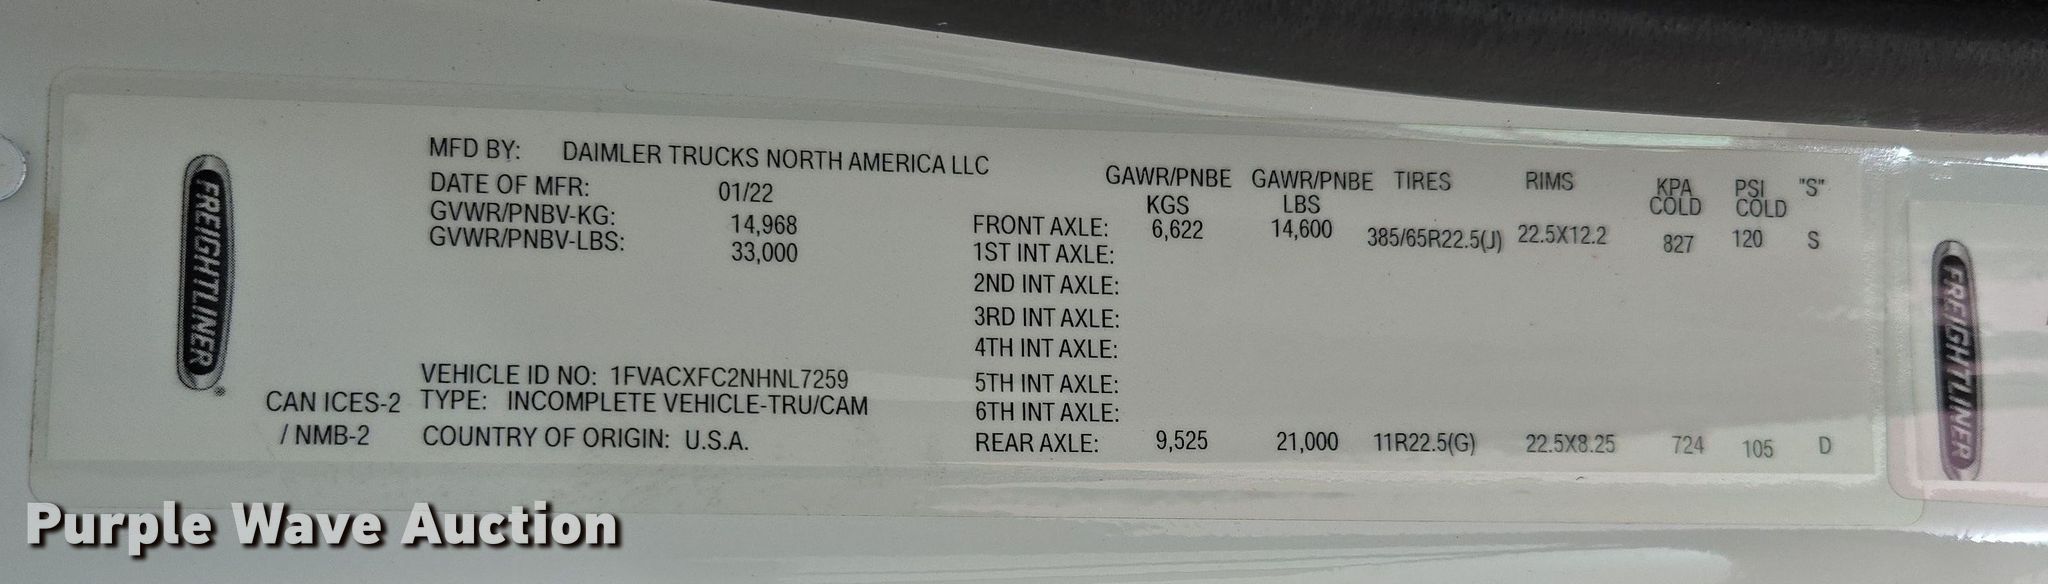 FREIGHTLINER
MFD BY: DAIMLER TRUCKS NORTH AMERICA LLC
DATE OF MFR: 01/22
GVWR/PNBV-KG: 14,968
GVWR/PNBV-LBS: 33,000
VEHICLE ID NO: 1FVACXFC2NHNL7259
CAN ICES-2 TYPE: INCOMPLETE VEHICLE-TRU/CAM
/ NMB-2 COUNTRY OF ORIGIN: U.S.A.
GAWR/PNBE KGS GAWR/PNBE LBS TIRES RIMS KPA COLD PSI COLD "S"
FRONT AXLE: 6,622 14,600 385/65R22.5(J) 22.5X12.2 827 120 S
1ST INT AXLE:
2ND INT AXLE:
3RD INT AXLE:
4TH INT AXLE:
5TH INT AXLE:
6TH INT AXLE:
REAR AXLE: 9,525 21,000 11R22.5(G) 22.5X8.25 724 105 D
FREIGHTLINER
Purple Wave Auction